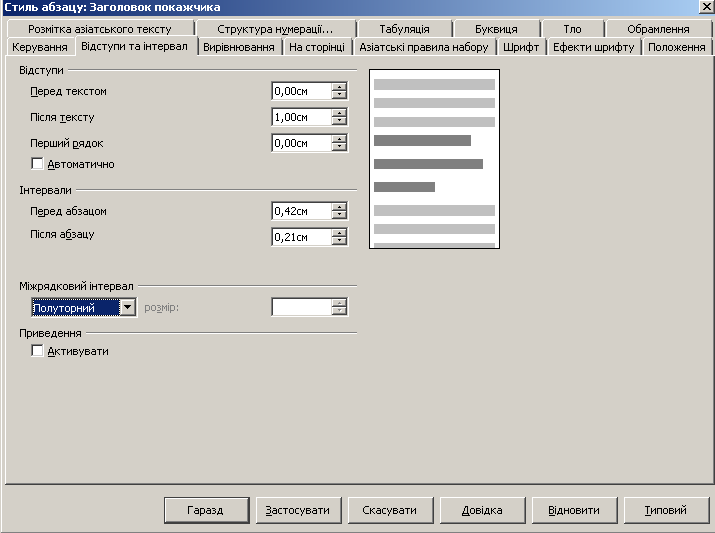 Стиль абзацу: Заголовок покажчика
Розмітка азіатського тексту Структура нумерації... Табуляція Буквиця Тло Обрамлення
Керування Відступи та інтервал Вирівнювання На сторінці Азіатські правила набору Шрифт Ефекти шрифту Положення
Відступи
Перед текстом 0,00см
Після тексту 1,00см
Перший рядок 0,00см
Автоматично
Інтервали
Перед абзацом 0,42см
Після абзацу 0,21см
Міжрядковий інтервал
Полуторний розмір:
Приведення
Активувати
Гаразд Застосувати Скасувати Довідка Відновити Типовий